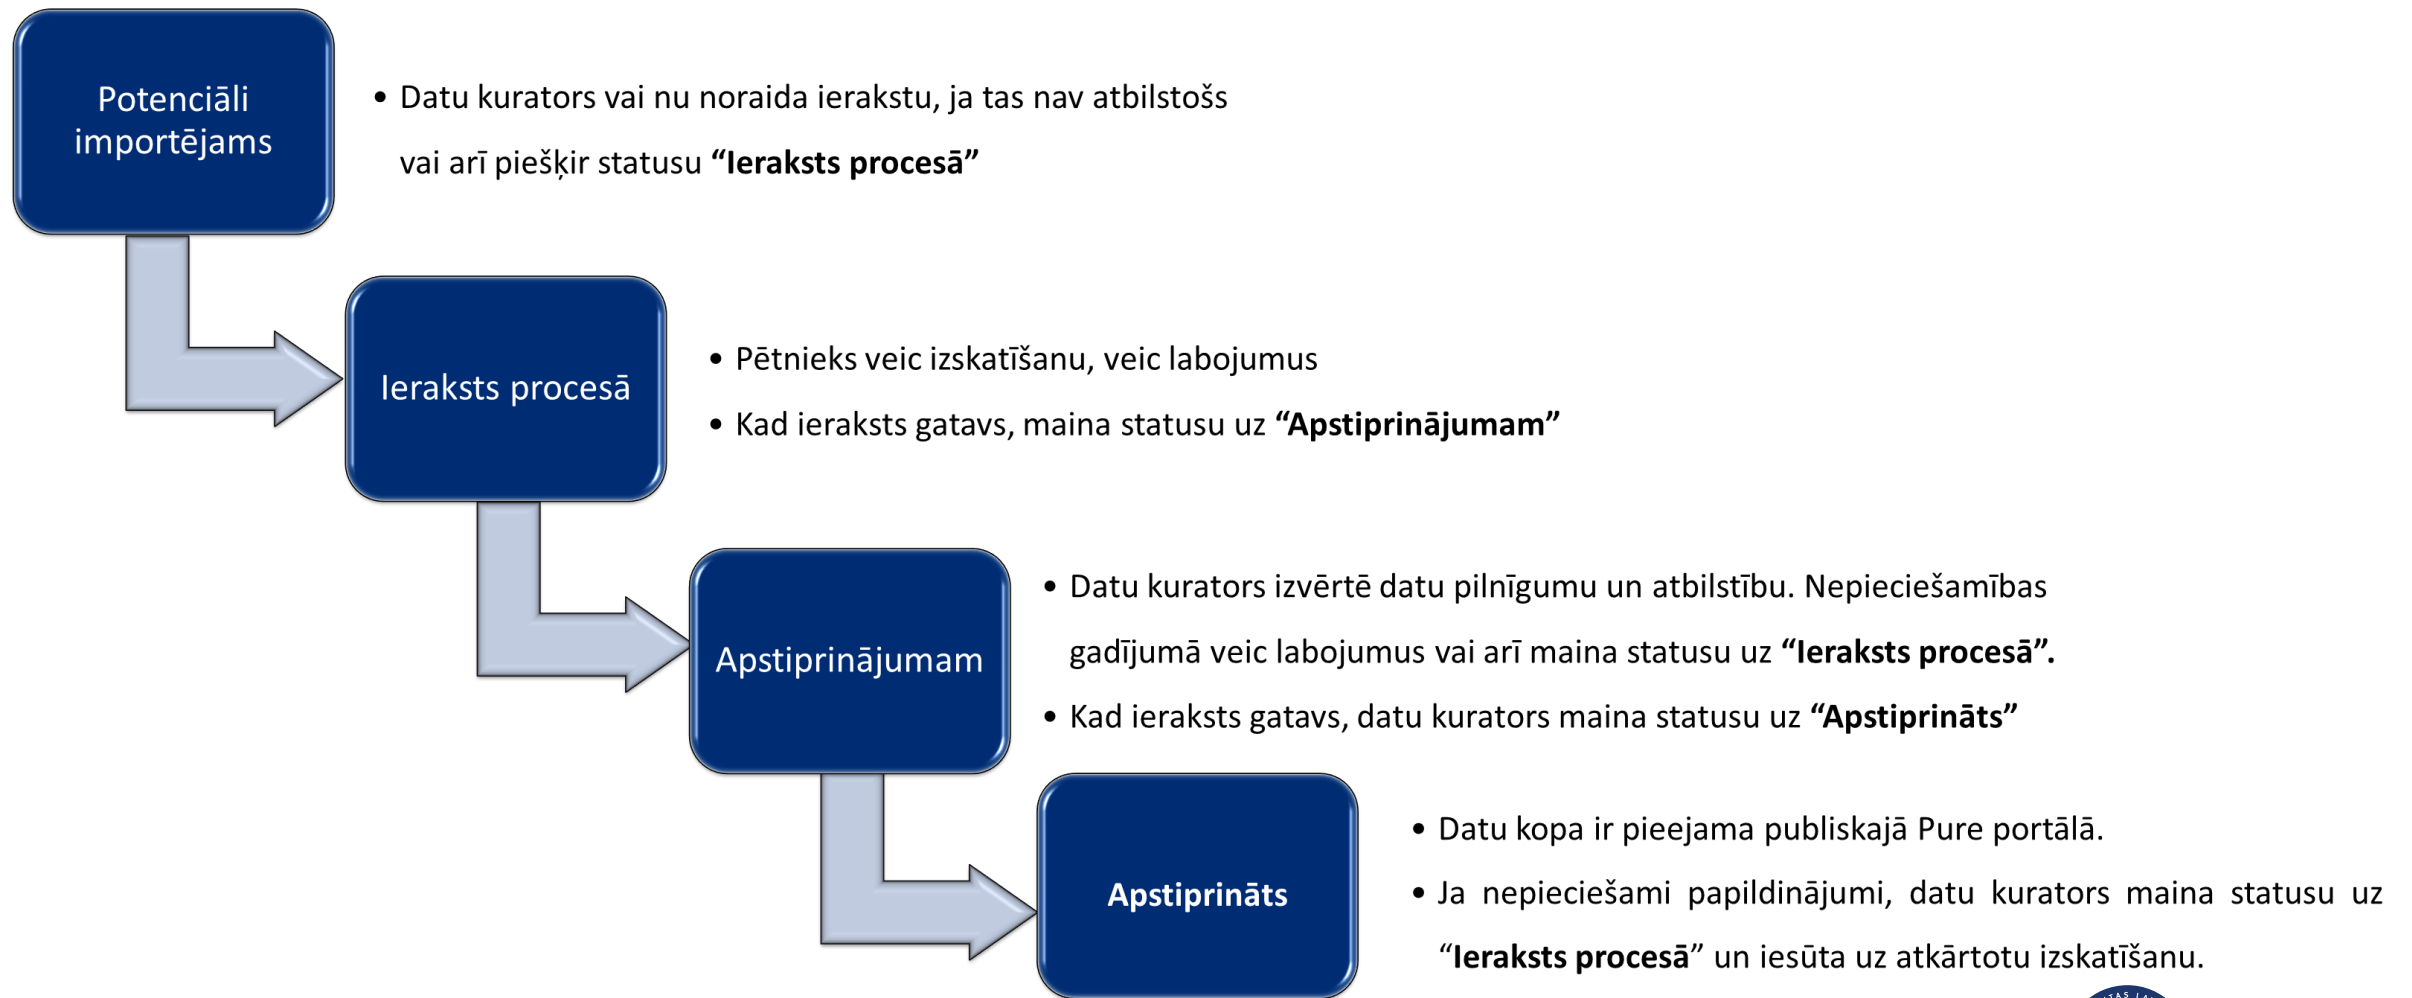 Potenciāli
importējams
• Datu kurators vai nu noraida ierakstu, ja tas nav atbilstošs
vai arī piešķir statusu “Ieraksts procesā”
Ieraksts procesā
• Pētnieks veic izskatīšanu, veic labojumus
• Kad ieraksts gatavs, maina statusu uz “Apstiprinājumam”
Apstiprinājumam
• Datu kurators izvērtē datu pilnīgumu un atbilstību. Nepieciešamības
gadījumā veic labojumus vai arī maina statusu uz “Ieraksts procesā”.
• Kad ieraksts gatavs, datu kurators maina statusu uz “Apstiprināts”
Apstiprināts
• Datu kopa ir pieejama publiskajā Pure portālā.
• Ja nepieciešami papildinājumi, datu kurators maina statusu uz
“Ieraksts procesā” un iesūta uz atkārtotu izskatīšanu.